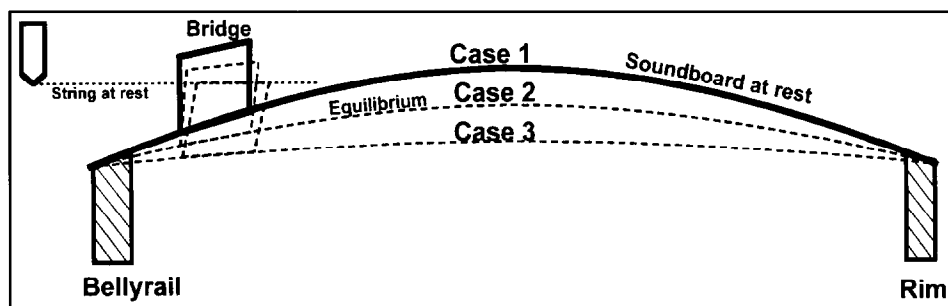 Bridge
Case 1
String at rest
Soundboard at rest
Equilibrium
Case 2
Case 3
Bellyrail
Rim